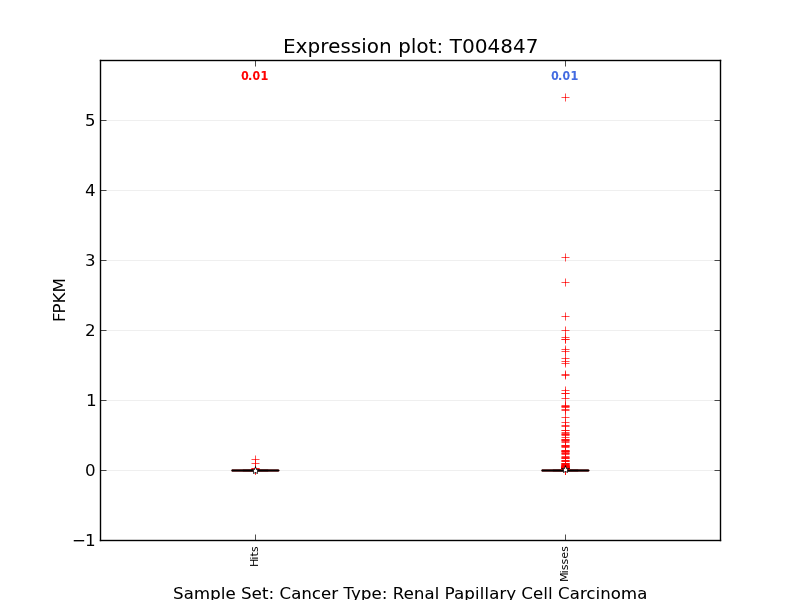 Expression plot: T004847
0.01 0.01
5
4
3
2
1
0
−1
FPKM
Hits Misses
Sample Set: Cancer Type: Renal Papillary Cell Carcinoma